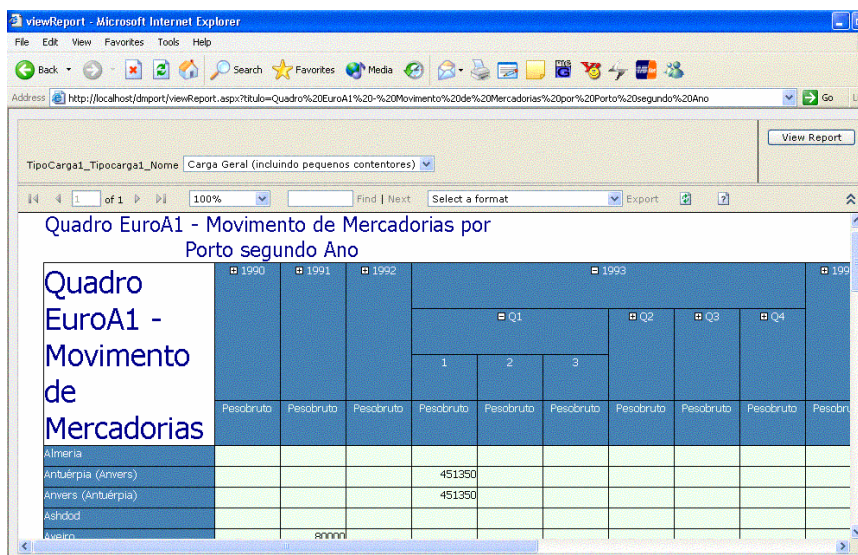 viewReport - Microsoft Internet Explorer
File Edit View Favorites Tools Help
Back Search Favorites Media
Address http://localhost/dmport/viewReport.aspx?titulo=Quadro%20EuroA1%20-%20Movimento%20de%20Mercadorias%20por%20Porto%20segundo%20Ano Go
View Report
TipoCarga1_Tipocarga1_Nome Carga Geral (incluindo pequenos contentores)
1 of 1 100% Find | Next Select a format Export
Quadro EuroA1 - Movimento de Mercadorias por
Porto segundo Ano
Quadro
EuroA1 -
Movimento
de
Mercadorias
1990 1991 1992 1993 199
Q1 Q2 Q3 Q4
1 2 3
Pesobruto Pesobruto Pesobruto Pesobruto Pesobruto Pesobruto Pesobruto Pesobruto Pesobruto Pesobru
Almeria
Antuérpia (Anvers) 451350
Anvers (Antuérpia) 451350
Ashdod
Aveiro 80000